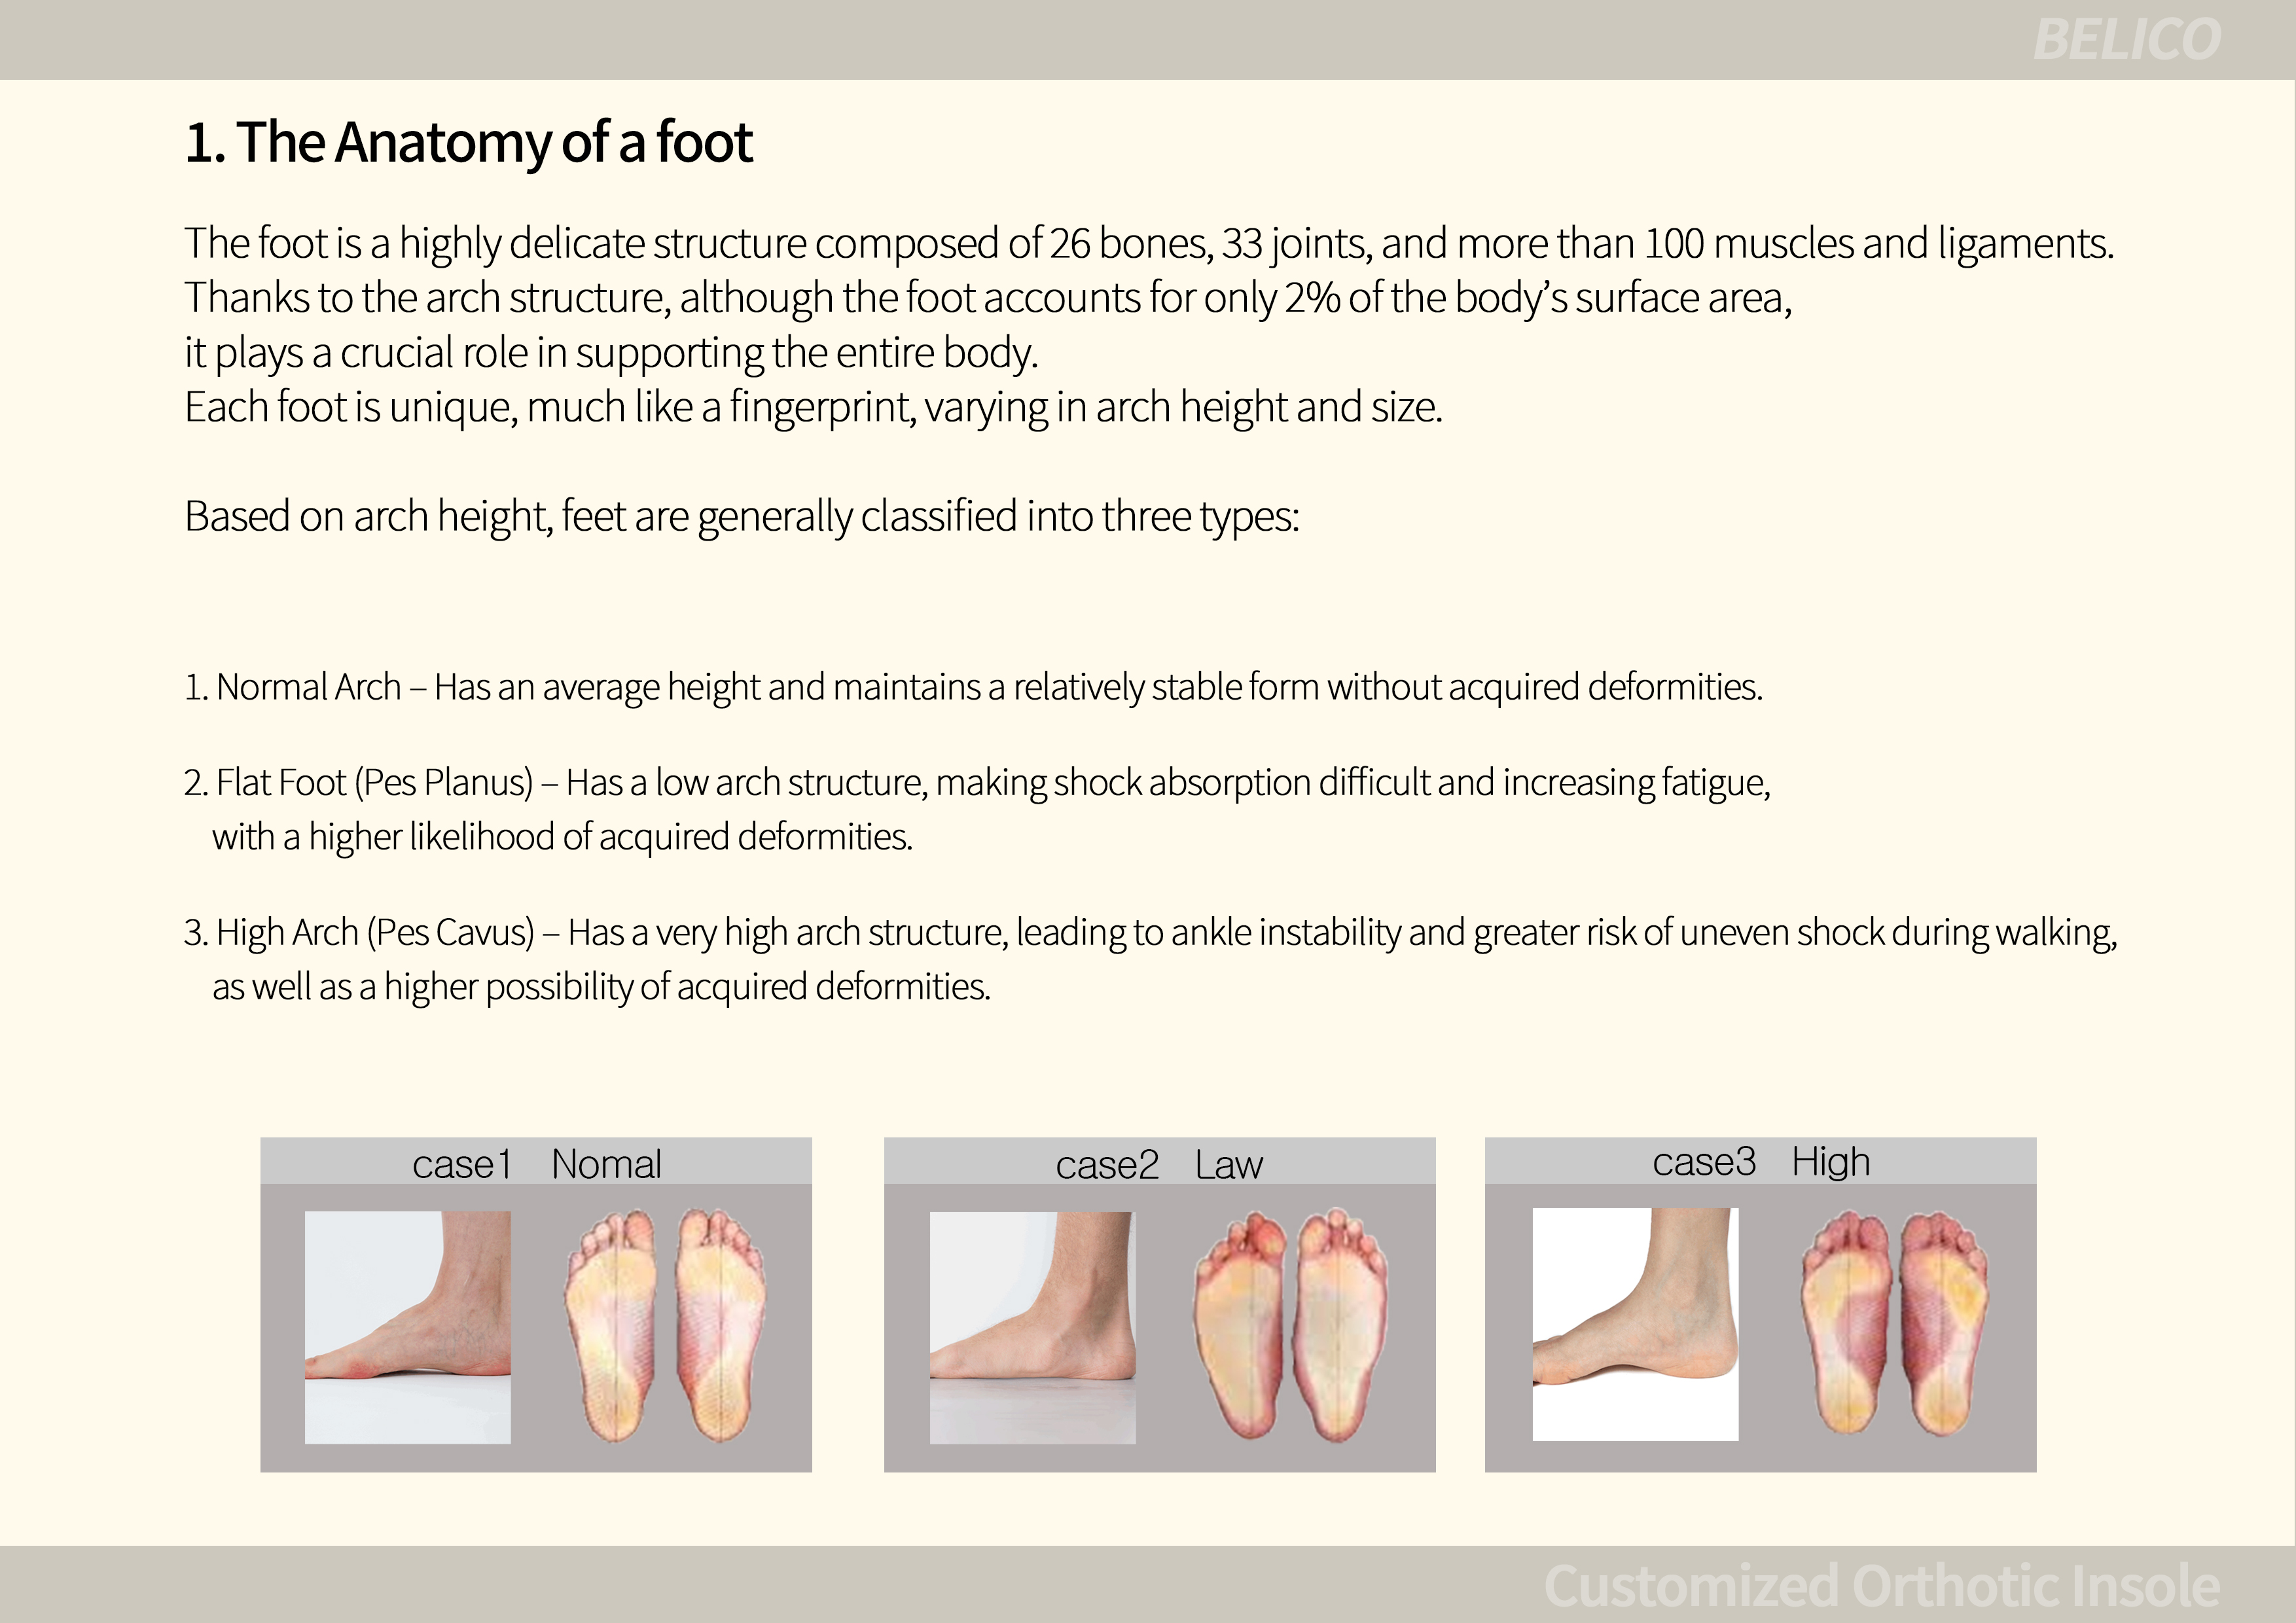 BELICO
1. The Anatomy of a foot
The foot is a highly delicate structure composed of 26 bones, 33 joints, and more than 100 muscles and ligaments.
Thanks to the arch structure, although the foot accounts for only 2% of the body’s surface area,
it plays a crucial role in supporting the entire body.
Each foot is unique, much like a fingerprint, varying in arch height and size.
Based on arch height, feet are generally classified into three types:
1. Normal Arch – Has an average height and maintains a relatively stable form without acquired deformities.
2. Flat Foot (Pes Planus) – Has a low arch structure, making shock absorption difficult and increasing fatigue,
with a higher likelihood of acquired deformities.
3. High Arch (Pes Cavus) – Has a very high arch structure, leading to ankle instability and greater risk of uneven shock during walking,
as well as a higher possibility of acquired deformities.
case1 Nomal
case2 Law
case3 High
Customized Orthotic Insole